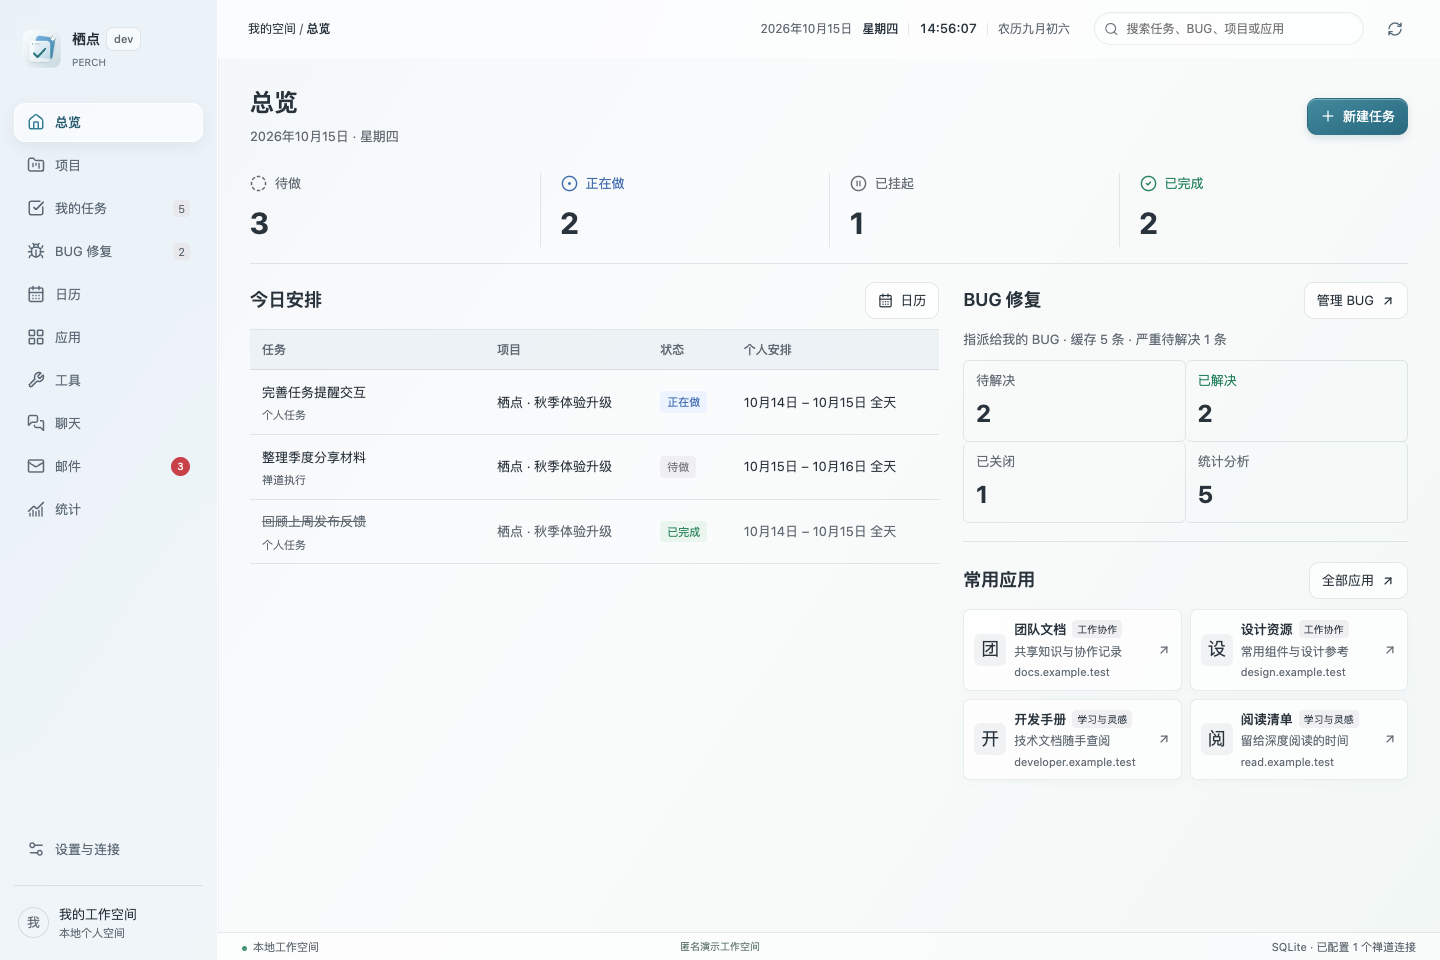 栖点 dev
PERCH
总览
项目
我的任务 5
BUG 修复 2
日历
应用
工具
聊天
邮件 3
统计
设置与连接
我
我的工作空间
本地个人空间
我的空间 / 总览
2026年10月15日 星期四 14:56:07 农历九月初六
搜索任务、BUG、项目或应用
总览
2026年10月15日 · 星期四
新建任务
待做
3
正在做
2
已挂起
1
已完成
2
今日安排
日历
任务 项目 状态 个人安排
完善任务提醒交互
个人任务
栖点 · 秋季体验升级 正在做 10月14日 – 10月15日 全天
整理季度分享材料
禅道执行
栖点 · 秋季体验升级 待做 10月15日 – 10月16日 全天
回顾上周发布反馈
个人任务
栖点 · 秋季体验升级 已完成 10月14日 – 10月15日 全天
BUG 修复
管理 BUG
指派给我的 BUG · 缓存 5 条 · 严重待解决 1 条
待解决
2
已解决
2
已关闭
1
统计分析
5
常用应用
全部应用
团
团队文档 工作协作
共享知识与协作记录
docs.example.test
设
设计资源 工作协作
常用组件与设计参考
design.example.test
开
开发手册 学习与灵感
技术文档随手查阅
developer.example.test
阅
阅读清单 学习与灵感
留给深度阅读的时间
read.example.test
本地工作空间
匿名演示工作空间
SQLite · 已配置 1 个禅道连接